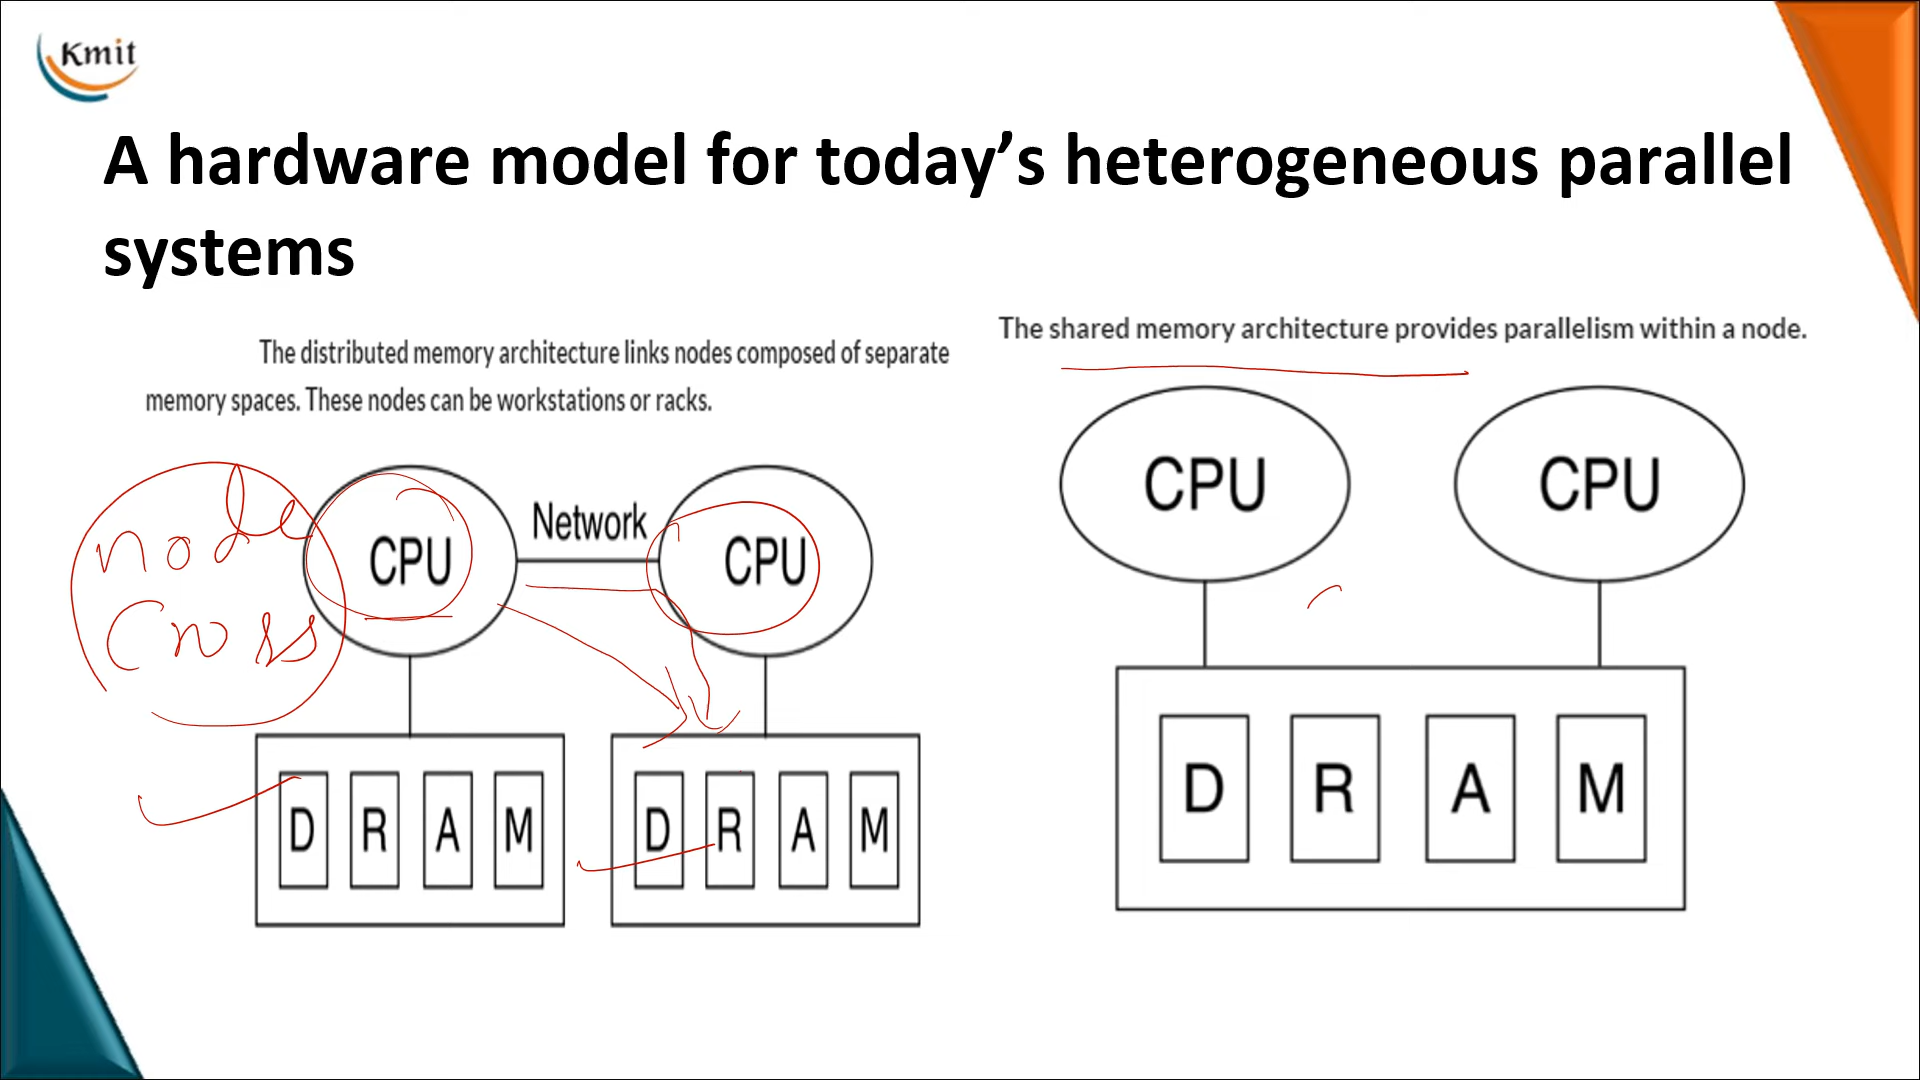 Kmit
A hardware model for today’s heterogeneous parallel
systems
The distributed memory architecture links nodes composed of separate
memory spaces. These nodes can be workstations or racks.
node
Cross
CPU
Network
CPU
D R A M
D R A M
The shared memory architecture provides parallelism within a node.
CPU
CPU
D R A M